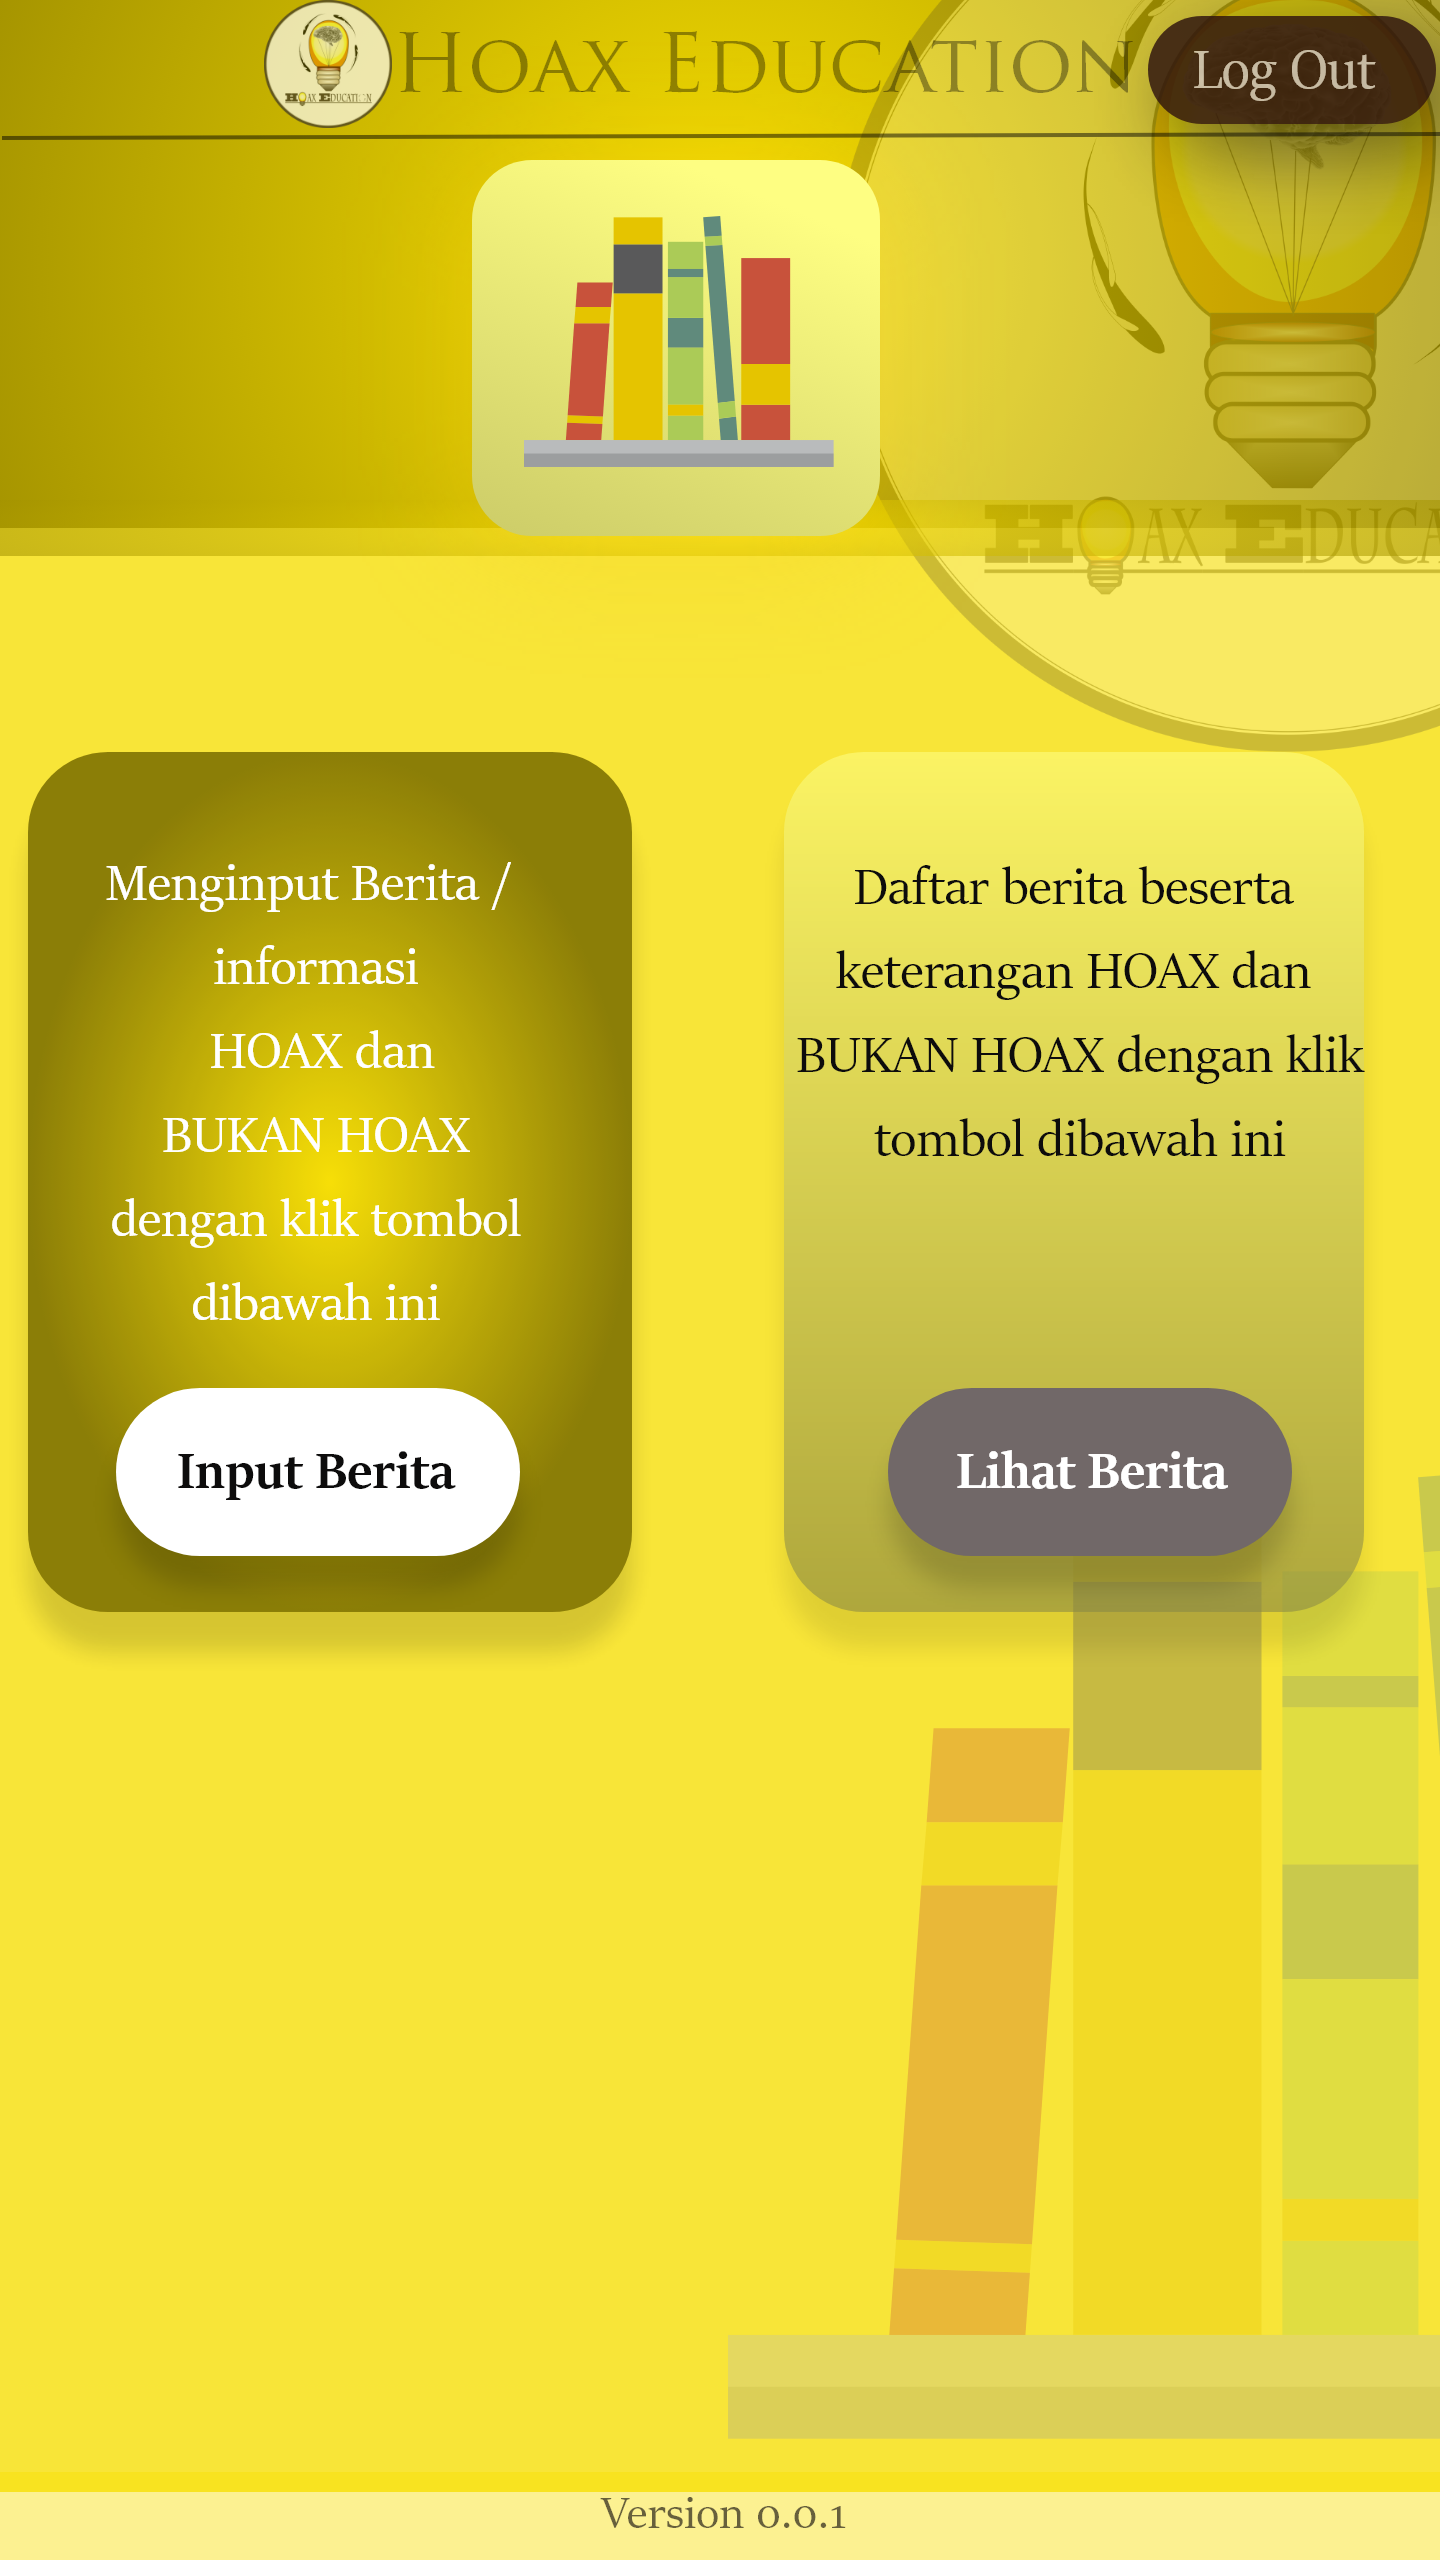 HOAX EDUCATION
HOAX EDUCATION
Log Out
HOAX EDUCA
Menginput Berita /
informasi
HOAX dan
BUKAN HOAX
dengan klik tombol
dibawah ini
Input Berita
Daftar berita beserta
keterangan HOAX dan
BUKAN HOAX dengan klik
tombol dibawah ini
Lihat Berita
Version 0.0.1